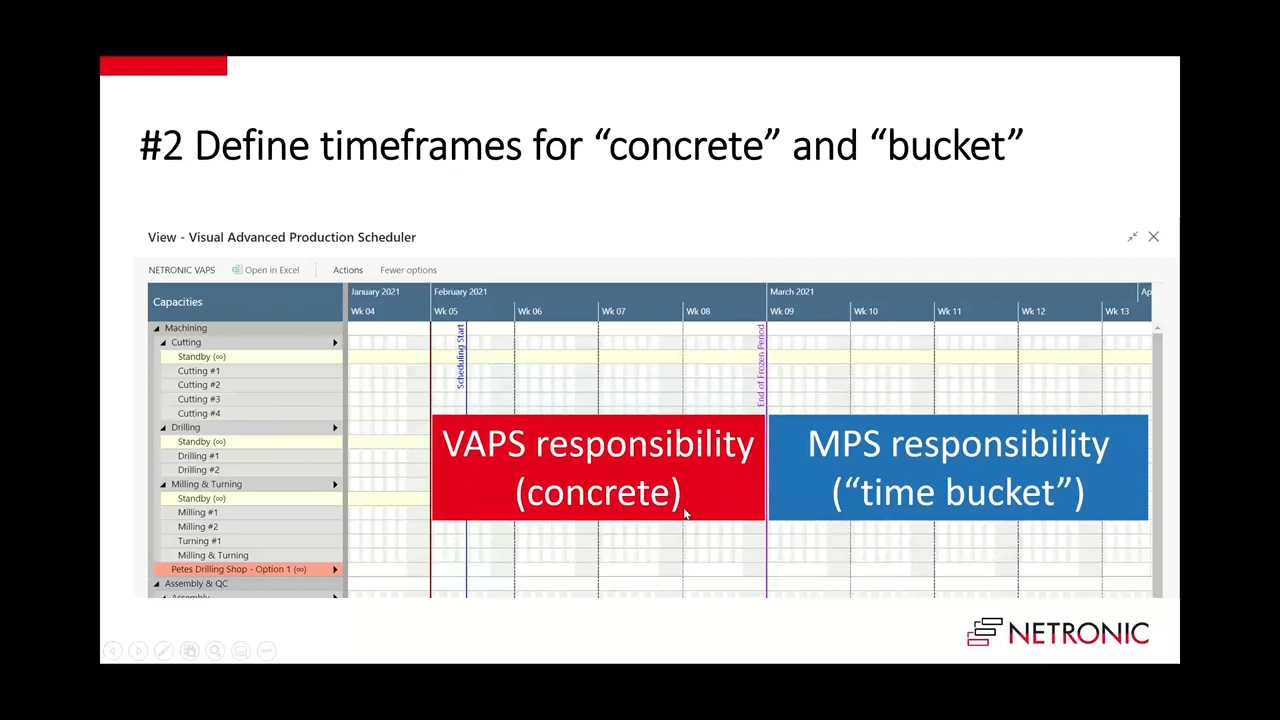 #2 Define timeframes for “concrete” and “bucket”
View - Visual Advanced Production Scheduler
NETRONIC VAPS Open in Excel Actions Fewer options
Capacities
January 2021 February 2021 March 2021 Ap
Wk 04 Wk 05 Wk 06 Wk 07 Wk 08 Wk 09 Wk 10 Wk 11 Wk 12 Wk 13
Scheduling Start
End of Frozen Period
Machining
Cutting
Standby (∞)
Cutting #1
Cutting #2
Cutting #3
Cutting #4
Drilling
Standby (∞)
Drilling #1
Drilling #2
Milling & Turning
Standby (∞)
Milling #1
Milling #2
Turning #1
Milling & Turning
Petes Drilling Shop - Option 1 (∞)
Assembly & QC
Assembly
VAPS responsibility
(concrete)
MPS responsibility
(“time bucket”)
NETRONIC